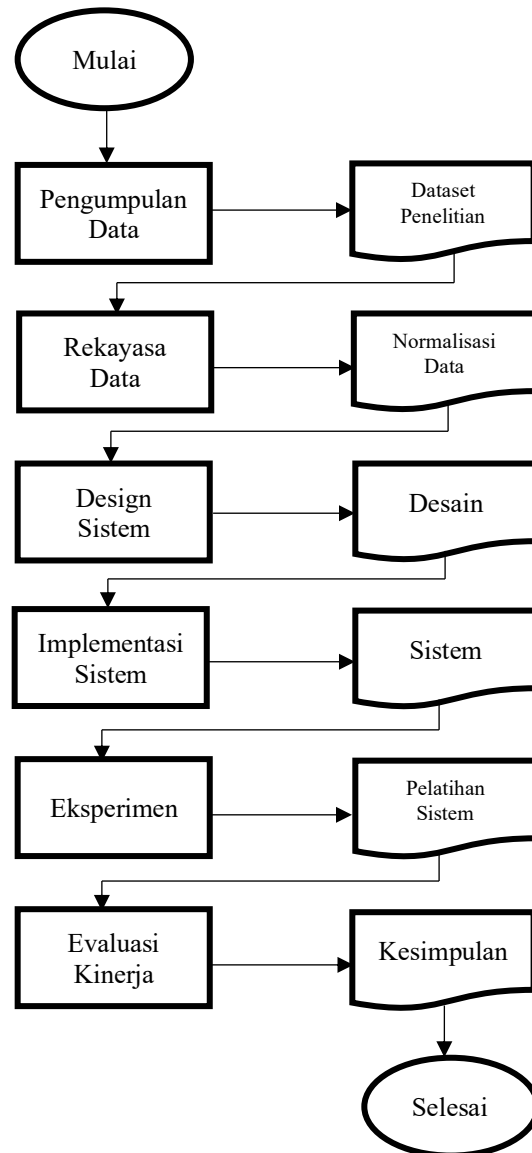 Mulai
Pengumpulan
Data
Dataset
Penelitian
Rekayasa
Data
Normalisasi
Data
Design
Sistem
Desain
Implementasi
Sistem
Sistem
Eksperimen
Pelatihan
Sistem
Evaluasi
Kinerja
Kesimpulan
Selesai